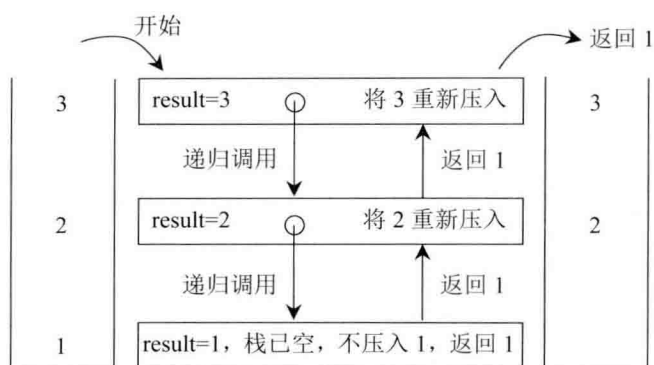 开始
返回 1
3
result=3
将 3 重新压入
3
递归调用
返回 1
2
result=2
将 2 重新压入
2
递归调用
返回 1
1
result=1，栈已空，不压入 1，返回 1